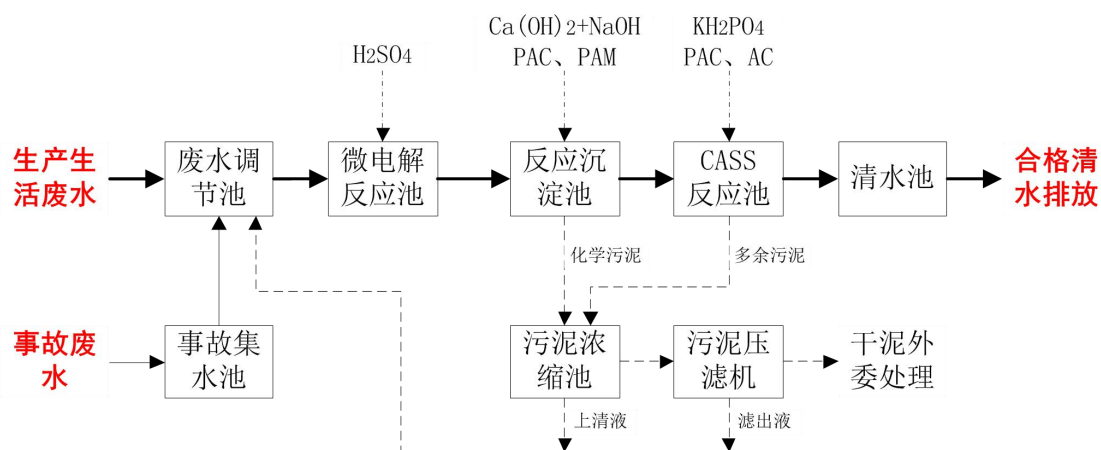 Ca(OH)2+NaOH
PAC、PAM
KH2PO4
PAC、AC
H2SO4
生产生
活废水
废水调
节池
微电解
反应池
反应沉
淀池
CASS
反应池
清水池
合格清
水排放
化学污泥
多余污泥
事故废
水
事故集
水池
污泥浓
缩池
污泥压
滤机
干泥外
委处理
上清液
滤出液